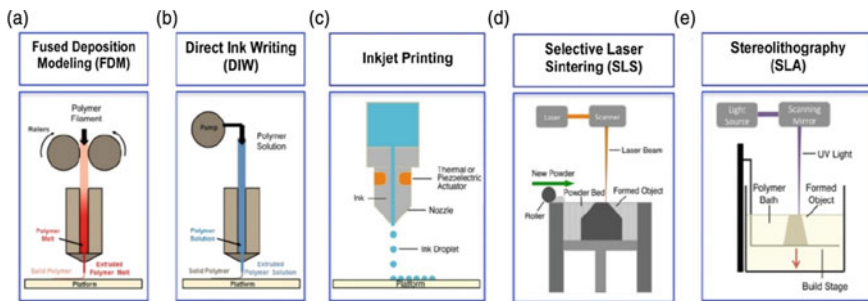 (a)
Fused Deposition
Modeling (FDM)
Polymer
Filament
Rollers
Polymer
Melt
Solid Polymer
Extruded
Polymer Melt
Platform
(b)
Direct Ink Writing
(DIW)
Pump
Polymer
Solution
Polymer
Solution
Solid Polymer
Extruded
Polymer Solution
Platform
(c)
Inkjet Printing
Thermal or
Piezoelectric
Actuator
Ink
Nozzle
Ink Droplet
Platform
(d)
Selective Laser
Sintering (SLS)
Laser
Scanner
Laser Beam
New Powder
Powder Bed
Formed Object
Roller
(e)
Stereolithography
(SLA)
Light
Source
Scanning
Mirror
UV Light
Polymer
Bath
Formed
Object
Build Stage